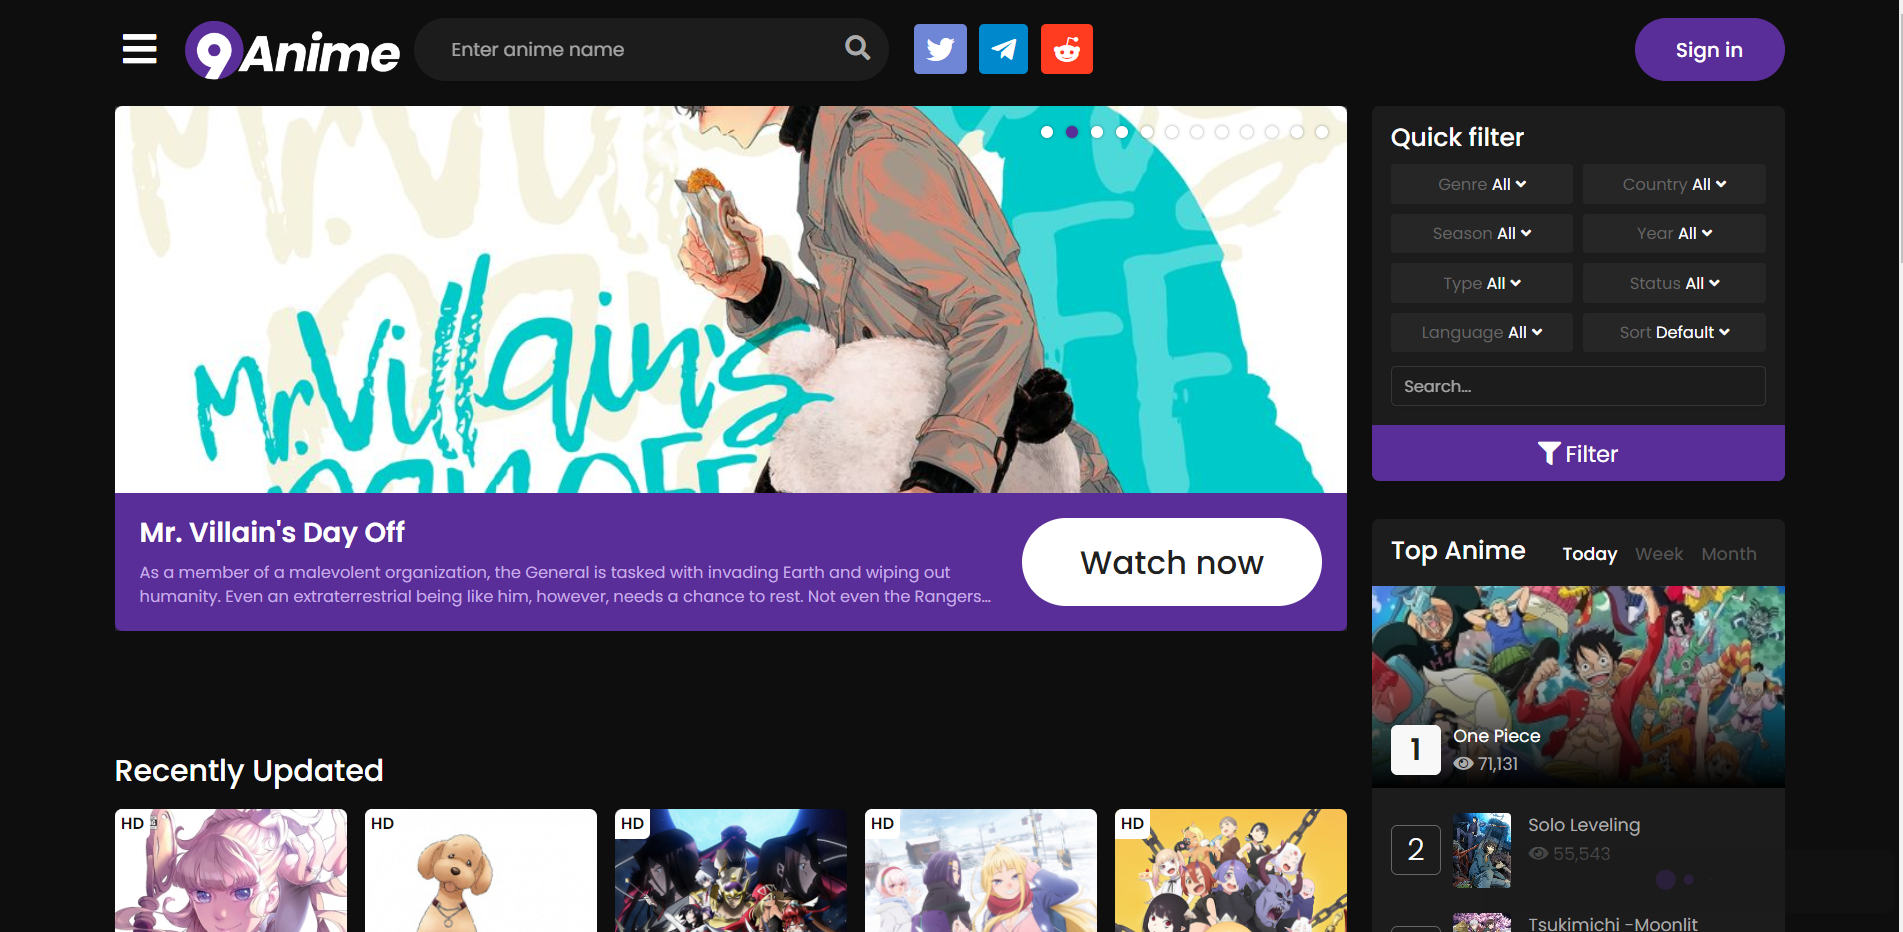 9Anime
Enter anime name
Sign in
Mr. Villain's
Mr. Villain's Day Off
As a member of a malevolent organization, the General is tasked with invading Earth and wiping out
humanity. Even an extraterrestrial being like him, however, needs a chance to rest. Not even the Rangers...
Watch now
Quick filter
Genre All
Country All
Season All
Year All
Type All
Status All
Language All
Sort Default
Search...
Filter
Top Anime
Today Week Month
1
One Piece
71,131
2
Solo Leveling
55,543
Tsukimichi -Moonlit
Recently Updated
HD
HD
HD
HD
HD